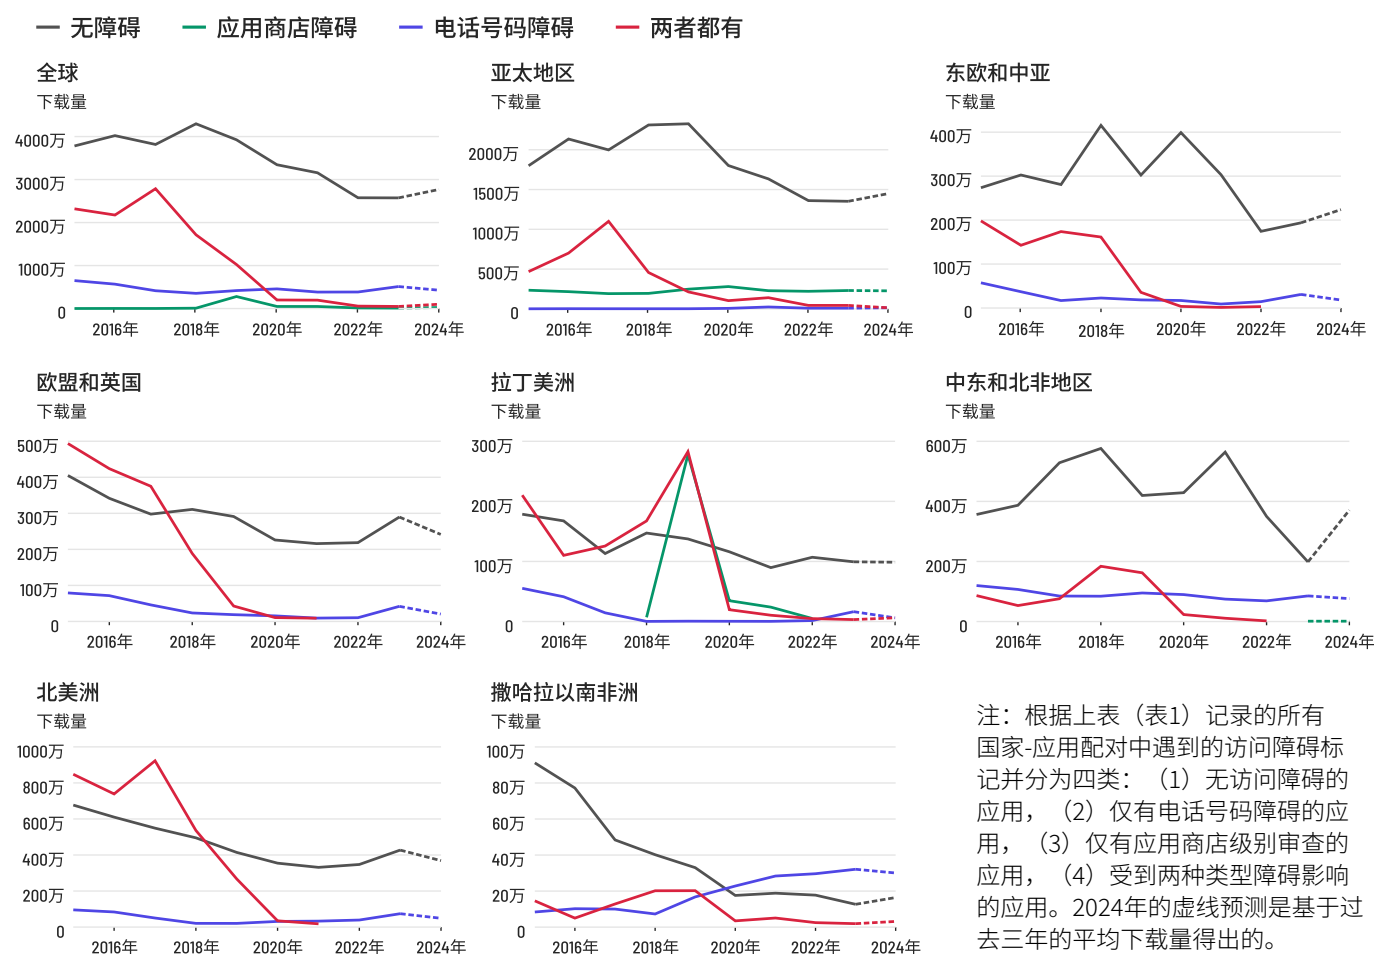 无障碍 应用商店障碍 电话号码障碍 两者都有
全球
下载量
4000万
3000万
2000万
1000万
0
2016年 2018年 2020年 2022年 2024年
亚太地区
下载量
2000万
1500万
1000万
500万
0
2016年 2018年 2020年 2022年 2024年
东欧和中亚
下载量
400万
300万
200万
100万
0
2016年 2018年 2020年 2022年 2024年
欧盟和英国
下载量
500万
400万
300万
200万
100万
0
2016年 2018年 2020年 2022年 2024年
拉丁美洲
下载量
300万
200万
100万
0
2016年 2018年 2020年 2022年 2024年
中东和北非地区
下载量
600万
400万
200万
0
2016年 2018年 2020年 2022年 2024年
北美洲
下载量
1000万
800万
600万
400万
200万
0
2016年 2018年 2020年 2022年 2024年
撒哈拉以南非洲
下载量
100万
80万
60万
40万
20万
0
2016年 2018年 2020年 2022年 2024年
注：根据上表（表1）记录的所有
国家-应用配对中遇到的访问障碍标
记并分为四类：（1）无访问障碍的
应用，（2）仅有电话号码障碍的应
用，（3）仅有应用商店级别审查的
应用，（4）受到两种类型障碍影响
的应用。2024年的虚线预测是基于过
去三年的平均下载量得出的。